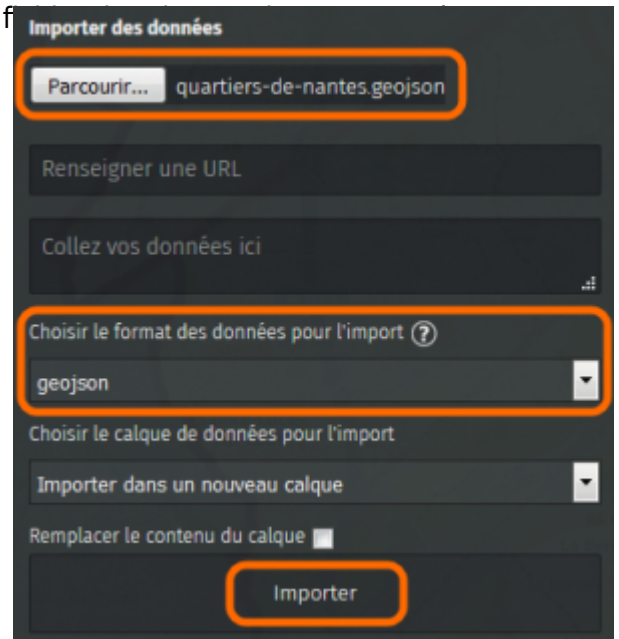 Importer des données
Parcourir... quartiers-de-nantes.geojson
Renseigner une URL
Collez vos données ici
Choisir le format des données pour l'import ?
geojson
Choisir le calque de données pour l'import
Importer dans un nouveau calque
Remplacer le contenu du calque
Importer